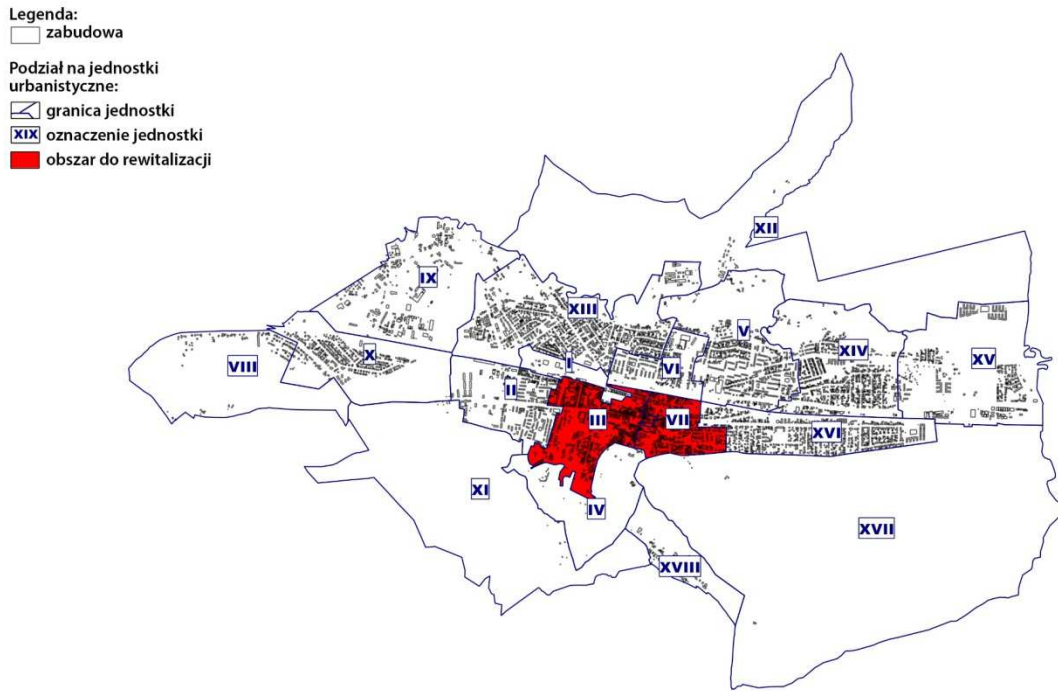 Legenda:
zabudowa
Podział na jednostki
urbanistyczne:
granica jednostki
XIX oznaczenie jednostki
obszar do rewitalizacji
XII
IX
XIII
V
X
VIII
I
VI
XIV
XV
II
III
VII
XVI
XI
IV
XVII
XVIII